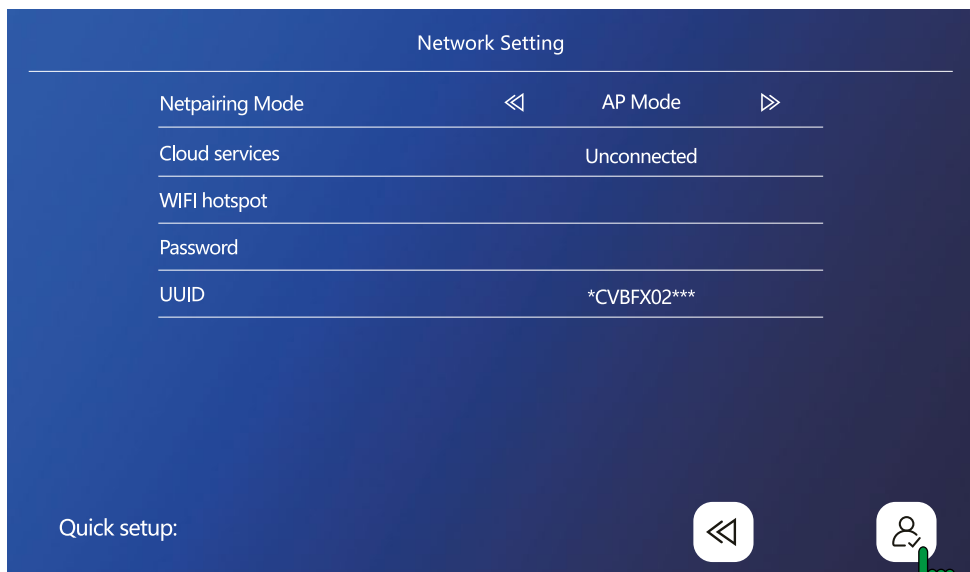 Network Setting
Netpairing Mode AP Mode
Cloud services Unconnected
WIFI hotspot
Password
UUID *CVBFX02***
Quick setup: